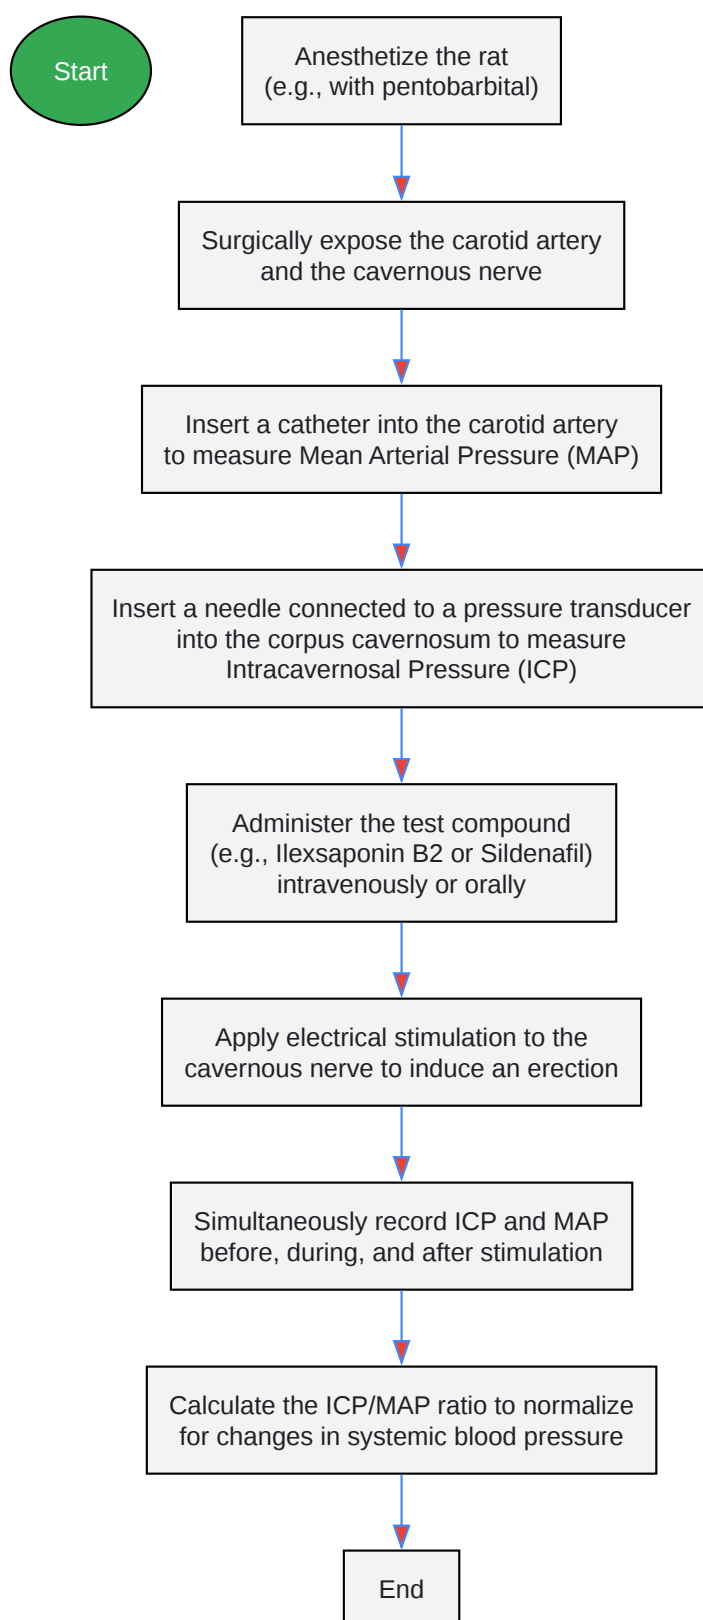 Start
Anesthetize the rat
(e.g., with pentobarbital)
Surgically expose the carotid artery
and the cavernous nerve
Insert a catheter into the carotid artery
to measure Mean Arterial Pressure (MAP)
Insert a needle connected to a pressure transducer
into the corpus cavernosum to measure
Intracavernosal Pressure (ICP)
Administer the test compound
(e.g., Ilexsaponin B2 or Sildenafil)
intravenously or orally
Apply electrical stimulation to the
cavernous nerve to induce an erection
Simultaneously record ICP and MAP
before, during, and after stimulation
Calculate the ICP/MAP ratio to normalize
for changes in systemic blood pressure
End